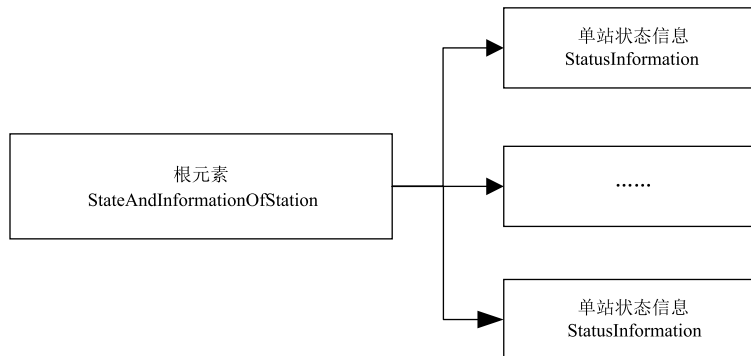 单站状态信息
StatusInformation
根元素
StateAndInformationOfStation
……
单站状态信息
StatusInformation